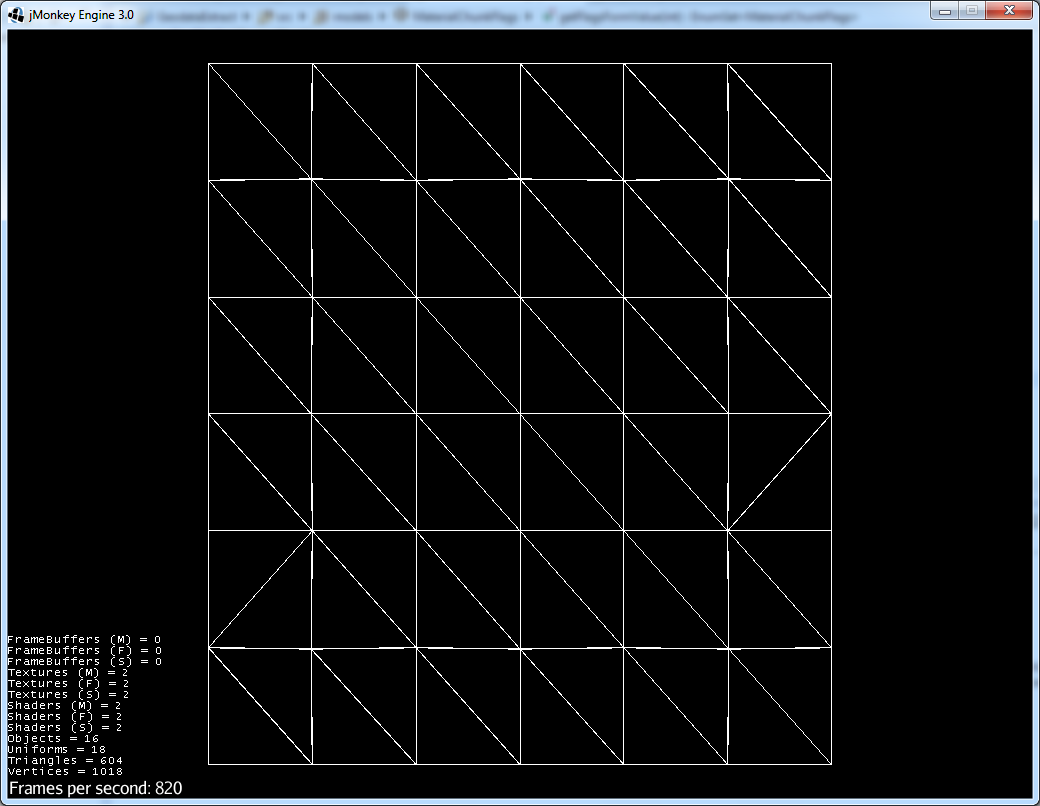 jMonkey Engine 3.0
FrameBuffers (M) = 0
FrameBuffers (F) = 0
FrameBuffers (S) = 0
Textures (M) = 2
Textures (F) = 2
Textures (S) = 2
Shaders (M) = 2
Shaders (F) = 2
Shaders (S) = 2
Objects = 16
Uniforms = 18
Triangles = 604
Vertices = 1018
Frames per second: 820